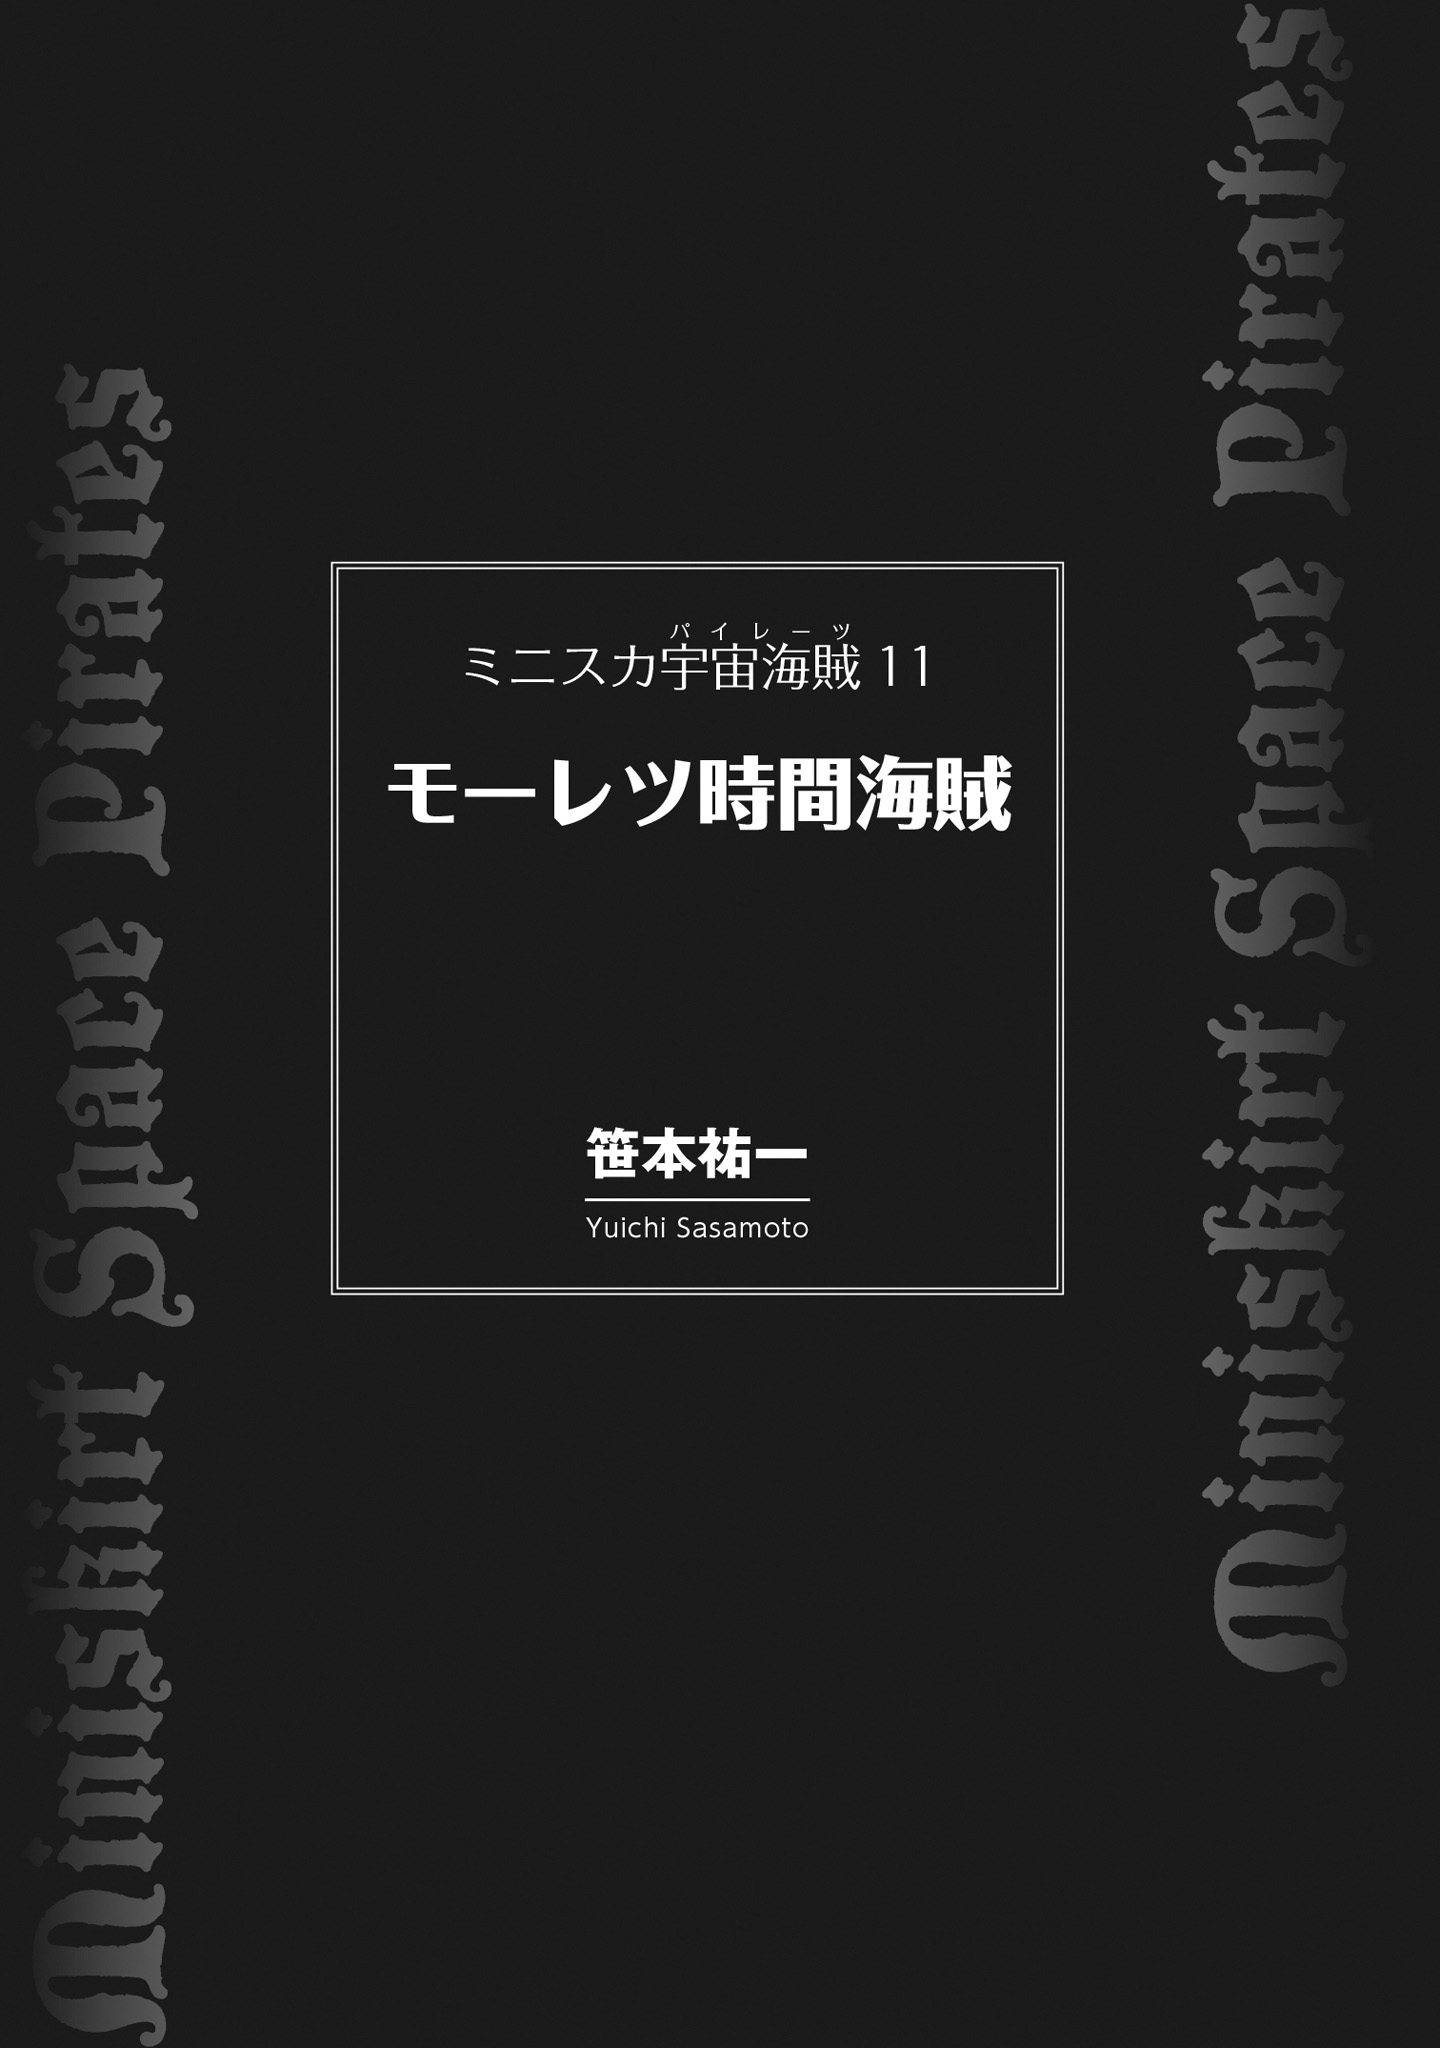 パイレーツ
ミニスカ宇宙海賊 11
モーレツ時間海賊
笹本祐一
Yuichi Sasamoto
Miniskirt Space Pirates
Miniskirt Space Pirates